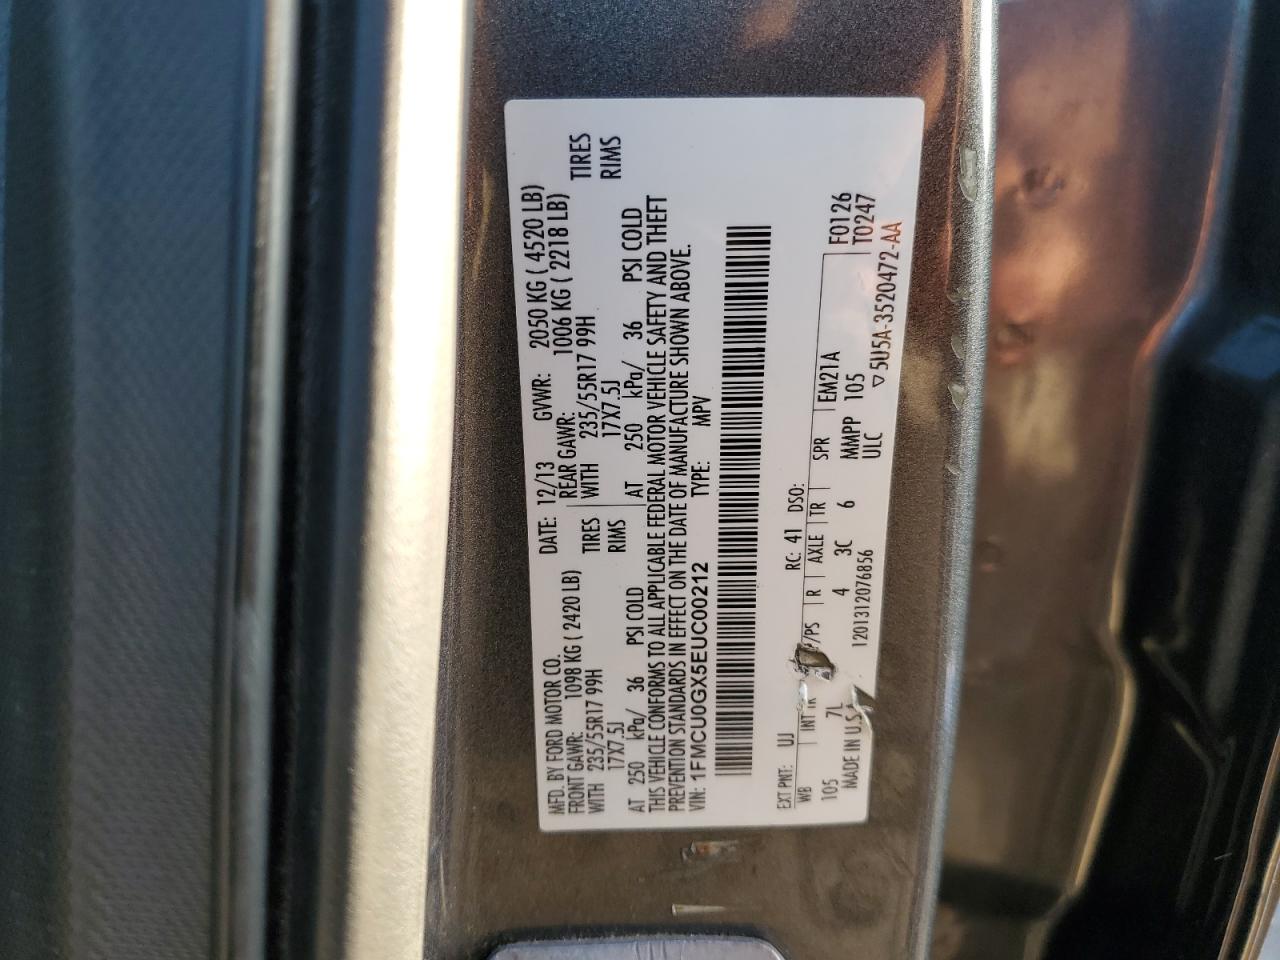 MFD. BY FORD MOTOR CO. DATE: 12/13 GVWR: 2050 KG ( 4520 LB)
FRONT GAWR: 1098 KG ( 2420 LB) REAR GAWR: 1006 KG ( 2218 LB)
WITH 235/55R17 99H TIRES WITH 235/55R17 99H TIRES
17X7.5J RIMS 17X7.5J RIMS
AT 250 kPa/ 36 PSI COLD AT 250 kPa/ 36 PSI COLD
THIS VEHICLE CONFORMS TO ALL APPLICABLE FEDERAL MOTOR VEHICLE SAFETY AND THEFT
PREVENTION STANDARDS IN EFFECT ON THE DATE OF MANUFACTURE SHOWN ABOVE.
VIN: 1FMCU0GX5EUC00212 TYPE: MPV
EXT PNT: UJ RC: 41 DSO:
WB INT TR /PS R AXLE TR SPR EM21A F0126
105 7L 4 3C 6 MMPP 105 T0247
MADE IN U.S.A 1201312076856 ULC
▽ 5U5A-3520472-AA